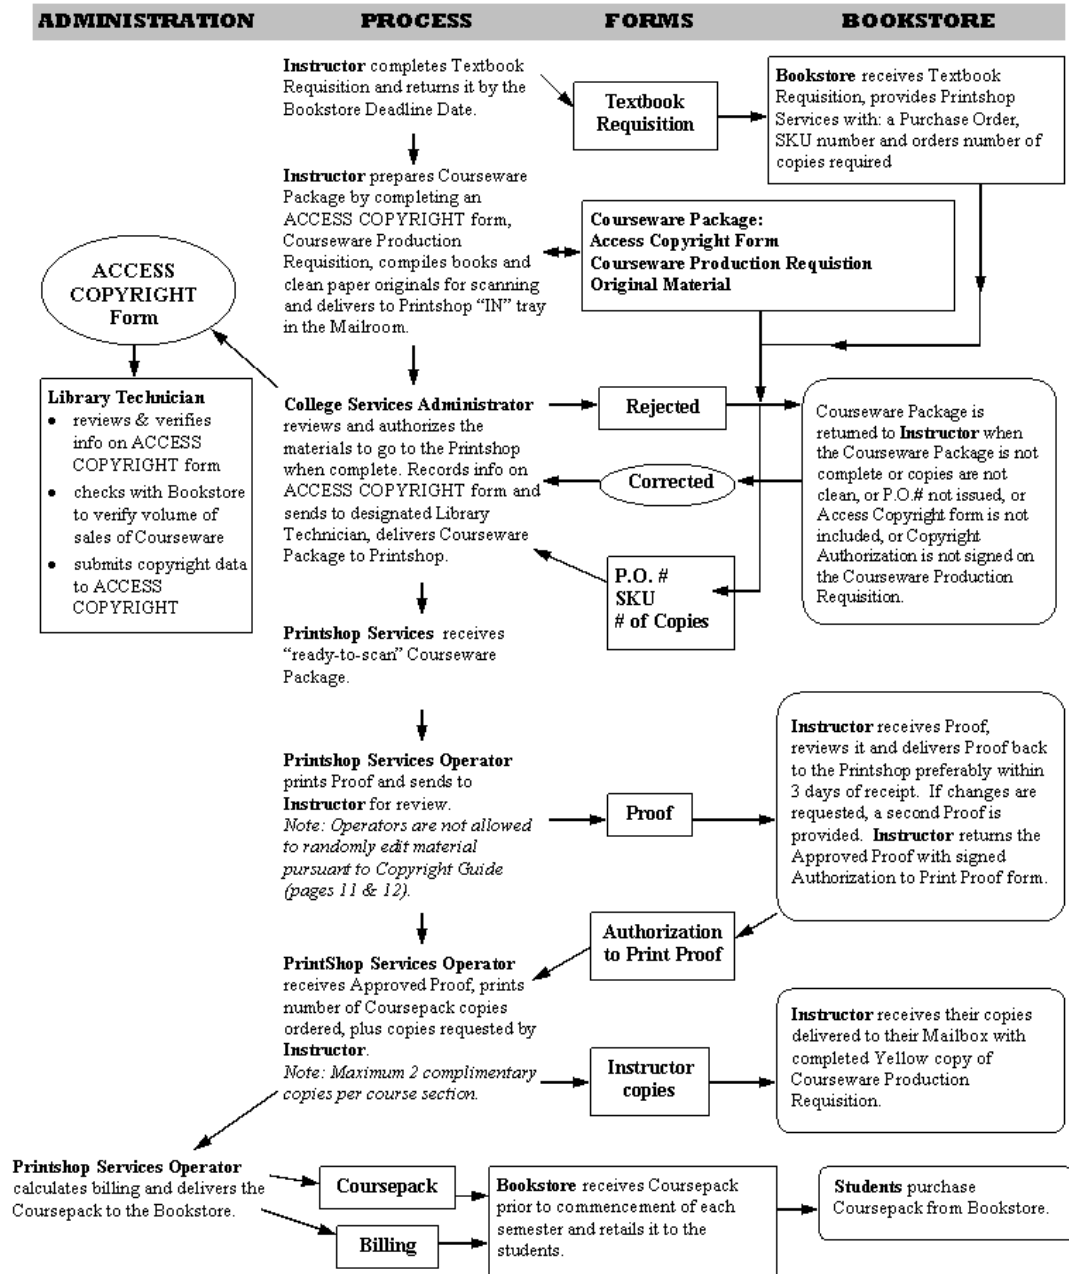 ADMINISTRATION PROCESS FORMS BOOKSTORE
Instructor completes Textbook
Requisition and returns it by the
Bookstore Deadline Date.
Textbook
Requisition
Bookstore receives Textbook
Requisition, provides Printshop
Services with: a Purchase Order,
SKU number and orders number of
copies required
Instructor prepares Courseware
Package by completing an
ACCESS COPYRIGHT form,
Courseware Production
Requisition, compiles books and
clean paper originals for scanning
and delivers to Printshop “IN” tray
in the Mailroom.
Courseware Package:
Access Copyright Form
Courseware Production Requistion
Original Material
ACCESS
COPYRIGHT
Form
Library Technician
● reviews & verifies
info on ACCESS
COPYRIGHT form
● checks with Bookstore
to verify volume of
sales of Courseware
● submits copyright data
to ACCESS
COPYRIGHT
College Services Administrator
reviews and authorizes the
materials to go to the Printshop
when complete. Records info on
ACCESS COPYRIGHT form and
sends to designated Library
Technician, delivers Courseware
Package to Printshop.
Rejected
Corrected
P.O. #
SKU
# of Copies
Courseware Package is
returned to Instructor when
the Courseware Package is not
complete or copies are not
clean, or P.O.# not issued, or
Access Copyright form is not
included, or Copyright
Authorization is not signed on
the Courseware Production
Requisition.
Printshop Services receives
“ready-to-scan” Courseware
Package.
Printshop Services Operator
prints Proof and sends to
Instructor for review.
Note: Operators are not allowed
to randomly edit material
pursuant to Copyright Guide
(pages 11 & 12).
Proof
Instructor receives Proof,
reviews it and delivers Proof back
to the Printshop preferably within
3 days of receipt. If changes are
requested, a second Proof is
provided. Instructor returns the
Approved Proof with signed
Authorization to Print Proof form.
Authorization
to Print Proof
PrintShop Services Operator
receives Approved Proof, prints
number of Coursepack copies
ordered, plus copies requested by
Instructor.
Note: Maximum 2 complimentary
copies per course section.
Instructor
copies
Instructor receives their copies
delivered to their Mailbox with
completed Yellow copy of
Courseware Production
Requisition.
Printshop Services Operator
calculates billing and delivers the
Coursepack to the Bookstore.
Coursepack
Billing
Bookstore receives Coursepack
prior to commencement of each
semester and retails it to the
students.
Students purchase
Coursepack from Bookstore.